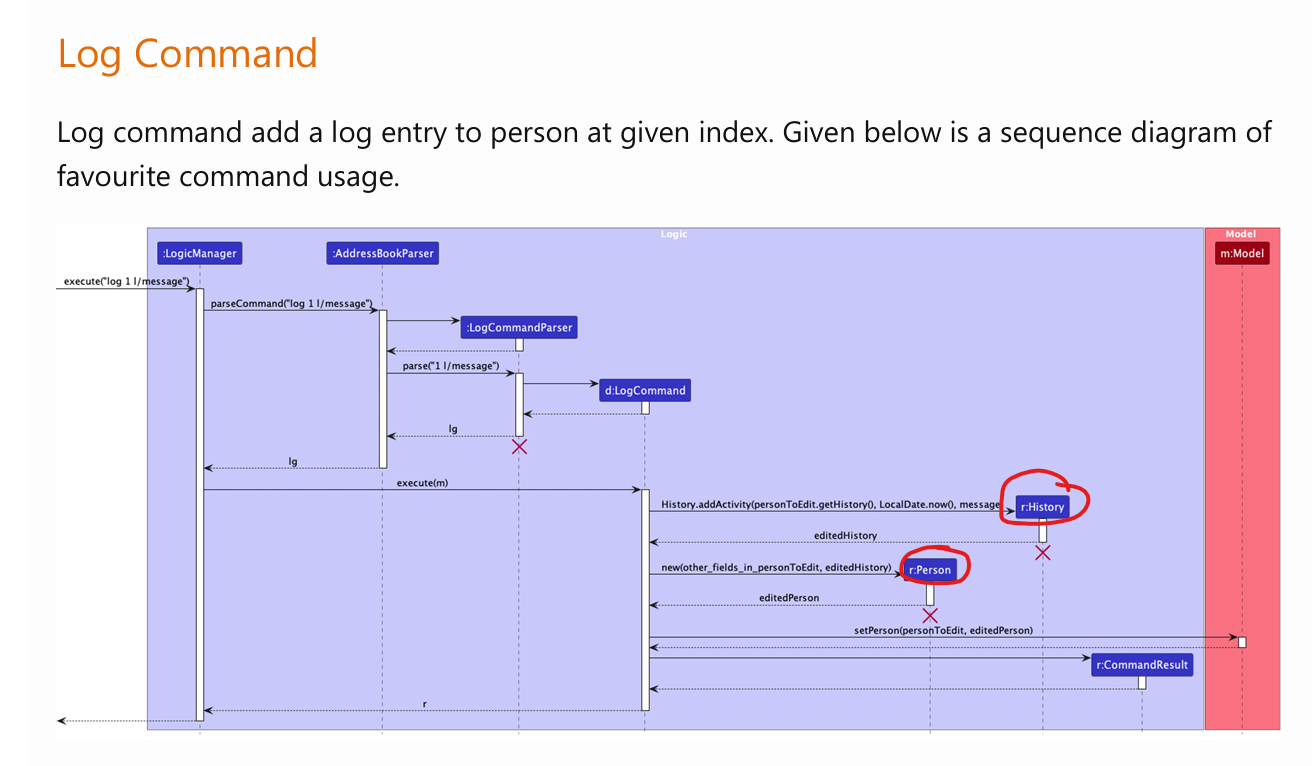 Log Command
Log command add a log entry to person at given index. Given below is a sequence diagram of
favourite command usage.
Logic
Model
:LogicManager
:AddressBookParser
m:Model
execute("log 1 l/message")
parseCommand("log 1 l/message")
:LogCommandParser
parse("1 l/message")
d:LogCommand
lg
lg
execute(m)
History.addActivity(personToEdit.getHistory(), LocalDate.now(), message
r:History
editedHistory
new(other_fields_in_personToEdit, editedHistory)
r:Person
editedPerson
setPerson(personToEdit, editedPerson)
r:CommandResult
r